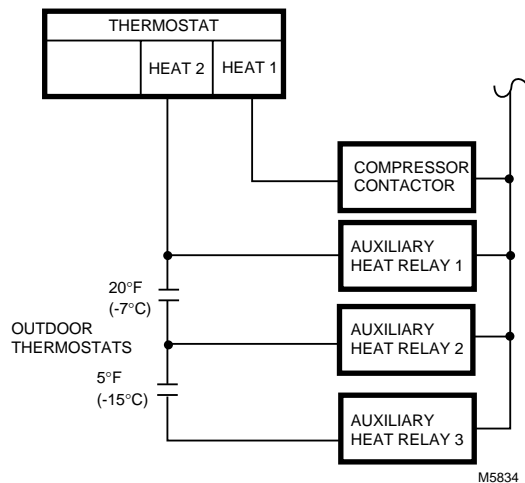 THERMOSTAT
HEAT 2
HEAT 1
COMPRESSOR
CONTACTOR
AUXILIARY
HEAT RELAY 1
20°F
(-7°C)
OUTDOOR
THERMOSTATS
AUXILIARY
HEAT RELAY 2
5°F
(-15°C)
AUXILIARY
HEAT RELAY 3
M5834